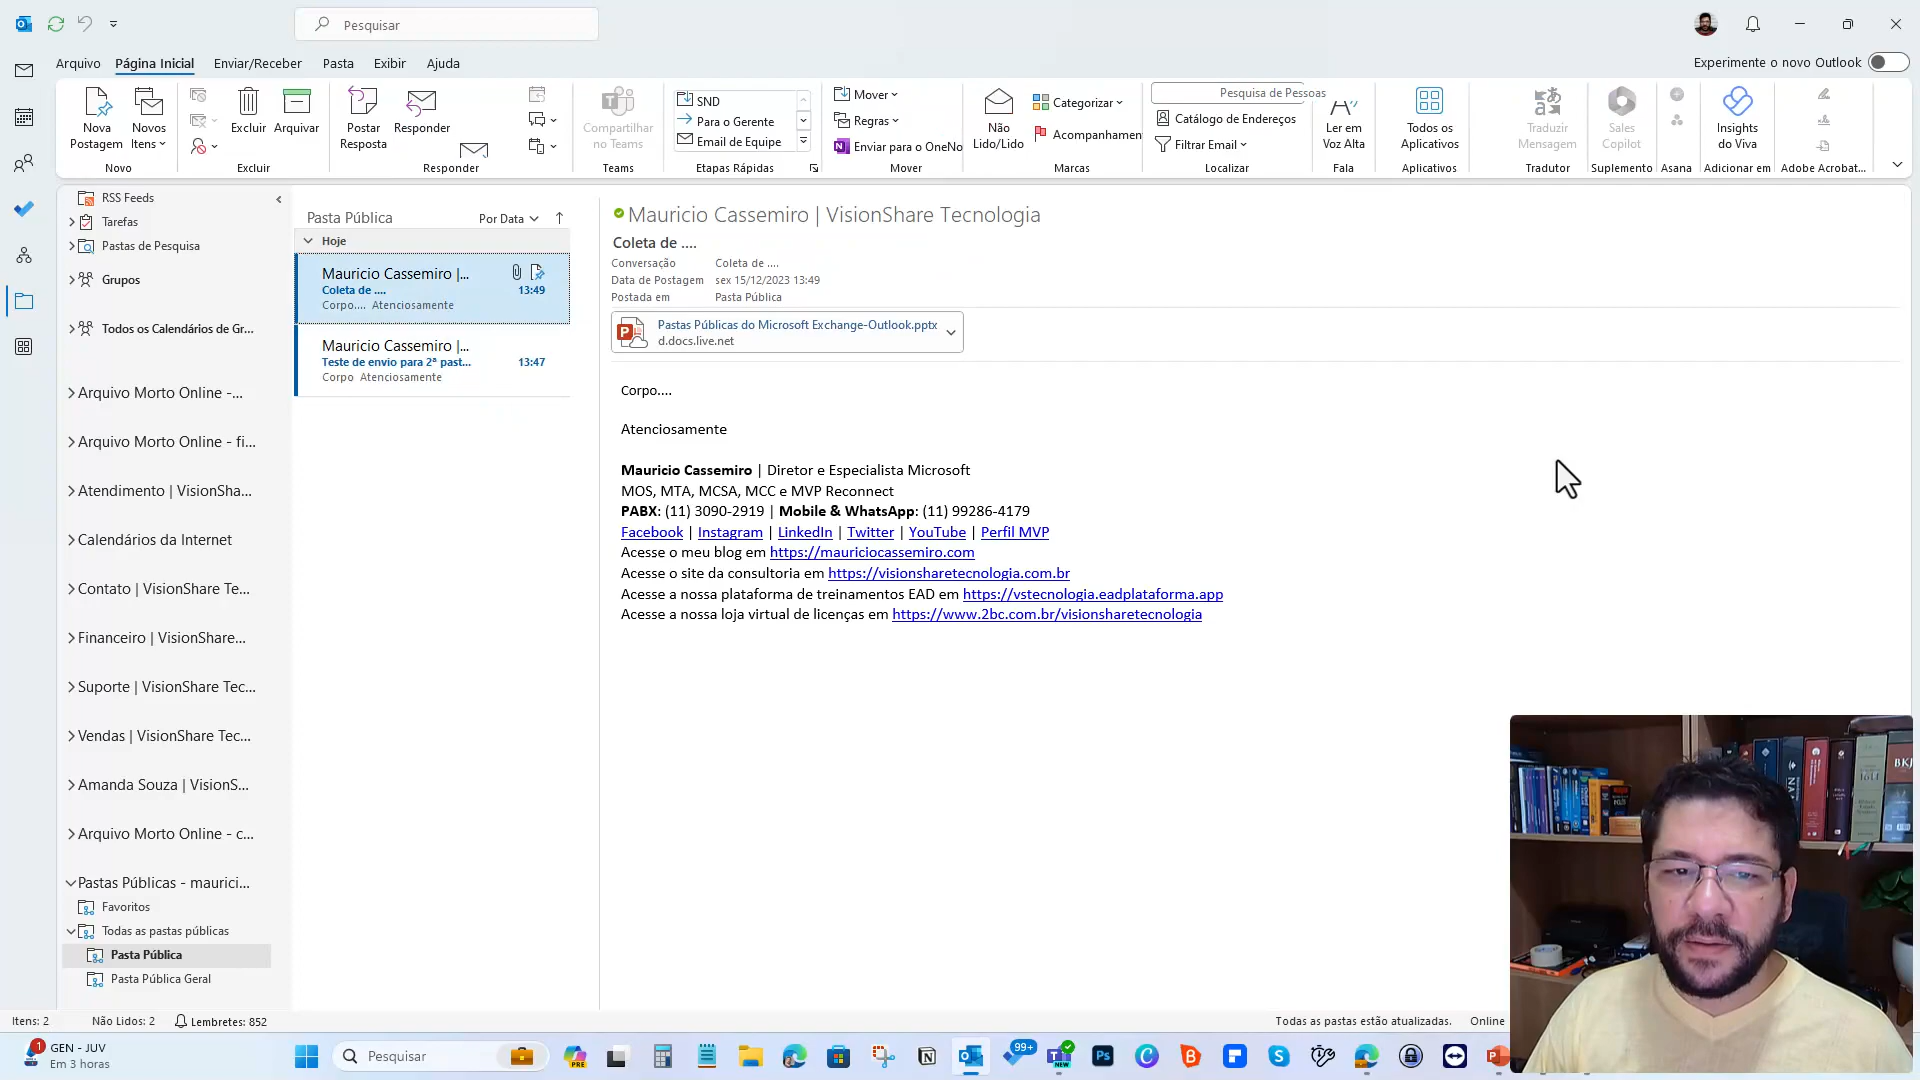 Pesquisar
Arquivo
Página Inicial
Enviar/Receber
Pasta
Exibir
Ajuda
Experimente o novo Outlook
Nova Postagem
Novos Itens
Novo
Excluir
Arquivar
Excluir
Postar Resposta
Responder
Responder
Compartilhar no Teams
Teams
SND
Para o Gerente
Email de Equipe
Etapas Rápidas
Mover
Regras
Enviar para o OneNo
Mover
Não Lido/Lido
Categorizar
Acompanhamen
Marcas
Pesquisa de Pessoas
Catálogo de Endereços
Filtrar Email
Localizar
Ler em Voz Alta
Fala
Todos os Aplicativos
Aplicativos
Traduzir Mensagem
Tradutor
Sales Copilot
Suplemento
Asana
Insights do Viva
Adicionar em
Adobe Acrobat...
RSS Feeds
Tarefas
Pastas de Pesquisa
Grupos
Todos os Calendários de Gr...
Arquivo Morto Online -...
Arquivo Morto Online - fi...
Atendimento | VisionSha...
Calendários da Internet
Contato | VisionShare Te...
Financeiro | VisionShare...
Suporte | VisionShare Tec...
Vendas | VisionShare Tec...
Amanda Souza | VisionS...
Arquivo Morto Online - c...
Pastas Públicas - maurici...
Favoritos
Todas as pastas públicas
Pasta Pública
Pasta Pública Geral
Pasta Pública
Por Data
Hoje
Mauricio Cassemiro |...
Coleta de .... 13:49
Corpo.... Atenciosamente
Mauricio Cassemiro |...
Teste de envio para 2ª past... 13:47
Corpo Atenciosamente
Mauricio Cassemiro | VisionShare Tecnologia
Coleta de ....
Conversação Coleta de ....
Data de Postagem sex 15/12/2023 13:49
Postada em Pasta Pública
Pastas Públicas do Microsoft Exchange-Outlook.pptx
d.docs.live.net
Corpo....
Atenciosamente
Mauricio Cassemiro | Diretor e Especialista Microsoft
MOS, MTA, MCSA, MCC e MVP Reconnect
PABX: (11) 3090-2919 | Mobile & WhatsApp: (11) 99286-4179
Facebook | Instagram | LinkedIn | Twitter | YouTube | Perfil MVP
Acesse o meu blog em https://mauriciocassemiro.com
Acesse o site da consultoria em https://visionsharetecnologia.com.br
Acesse a nossa plataforma de treinamentos EAD em https://vstecnologia.eadplataforma.app
Acesse a nossa loja virtual de licenças em https://www.2bc.com.br/visionsharetecnologia
BKJ
Itens: 2
Não Lidos: 2
Lembretes: 852
Todas as pastas estão atualizadas.
Online
1
GEN - JUV
Em 3 horas
Pesquisar
PRE
99+
NEW
Ps